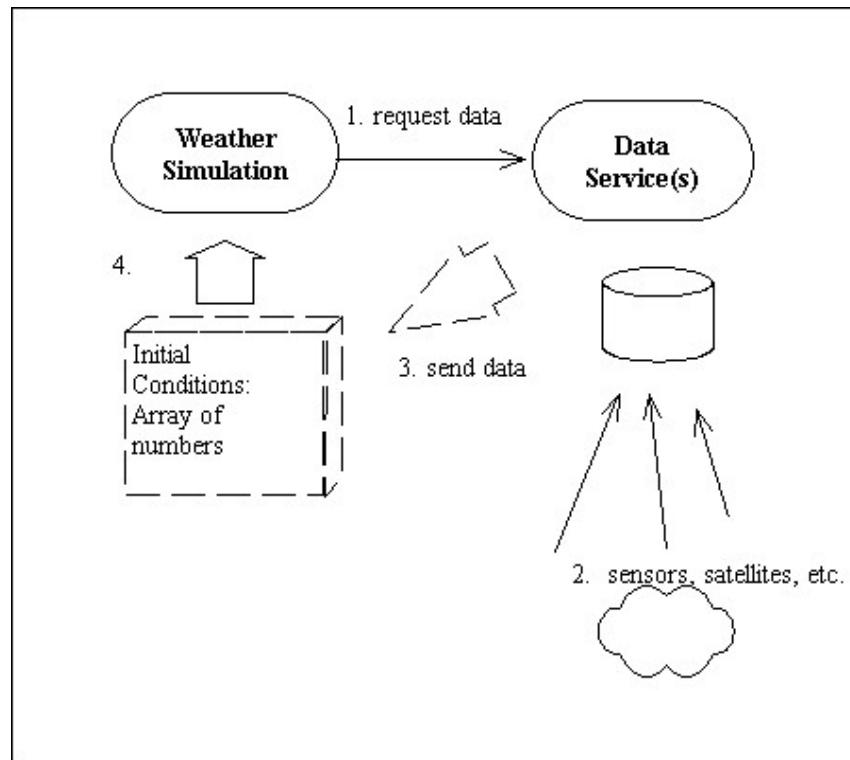 1. request data
Weather
Simulation
Data
Service(s)
4.
Initial
Conditions:
Array of
numbers
3. send data
2. sensors, satellites, etc.